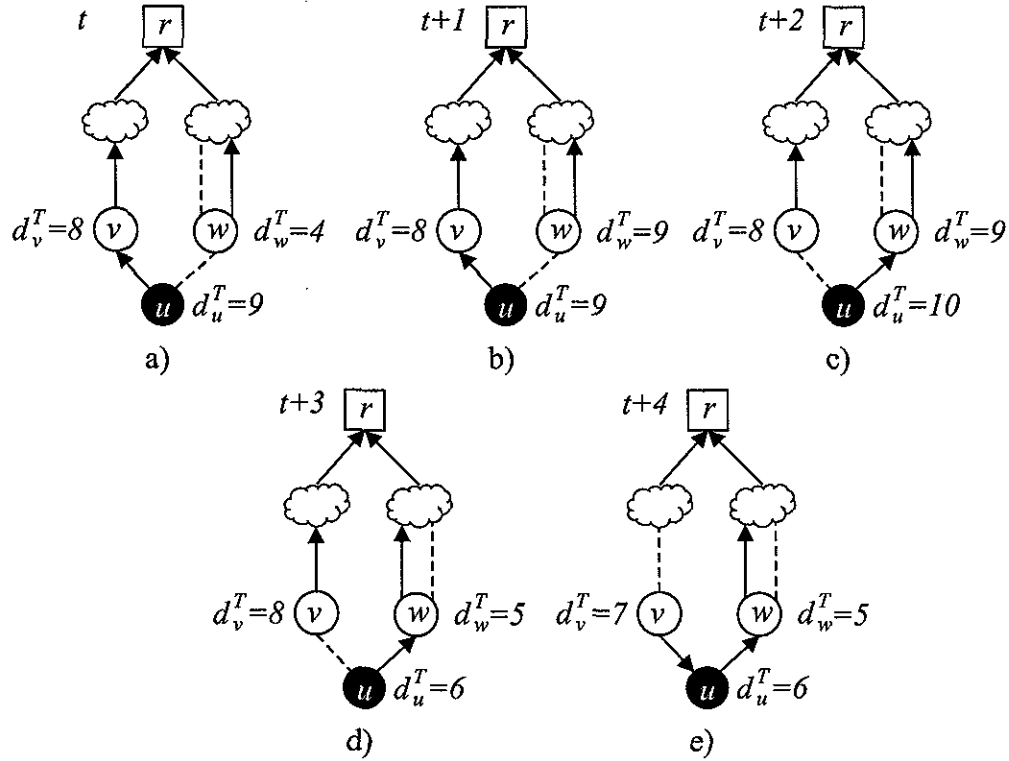 t r t+1 r t+2 r
d_v^T=8 v w d_w^T=4 d_v^T=8 v w d_w^T=9 d_v^T=8 v w d_w^T=9
u d_u^T=9 u d_u^T=9 u d_u^T=10
a) b) c)
t+3 r t+4 r
d_v^T=8 v w d_w^T=5 d_v^T=7 v w d_w^T=5
u d_u^T=6 u d_u^T=6
d) e)